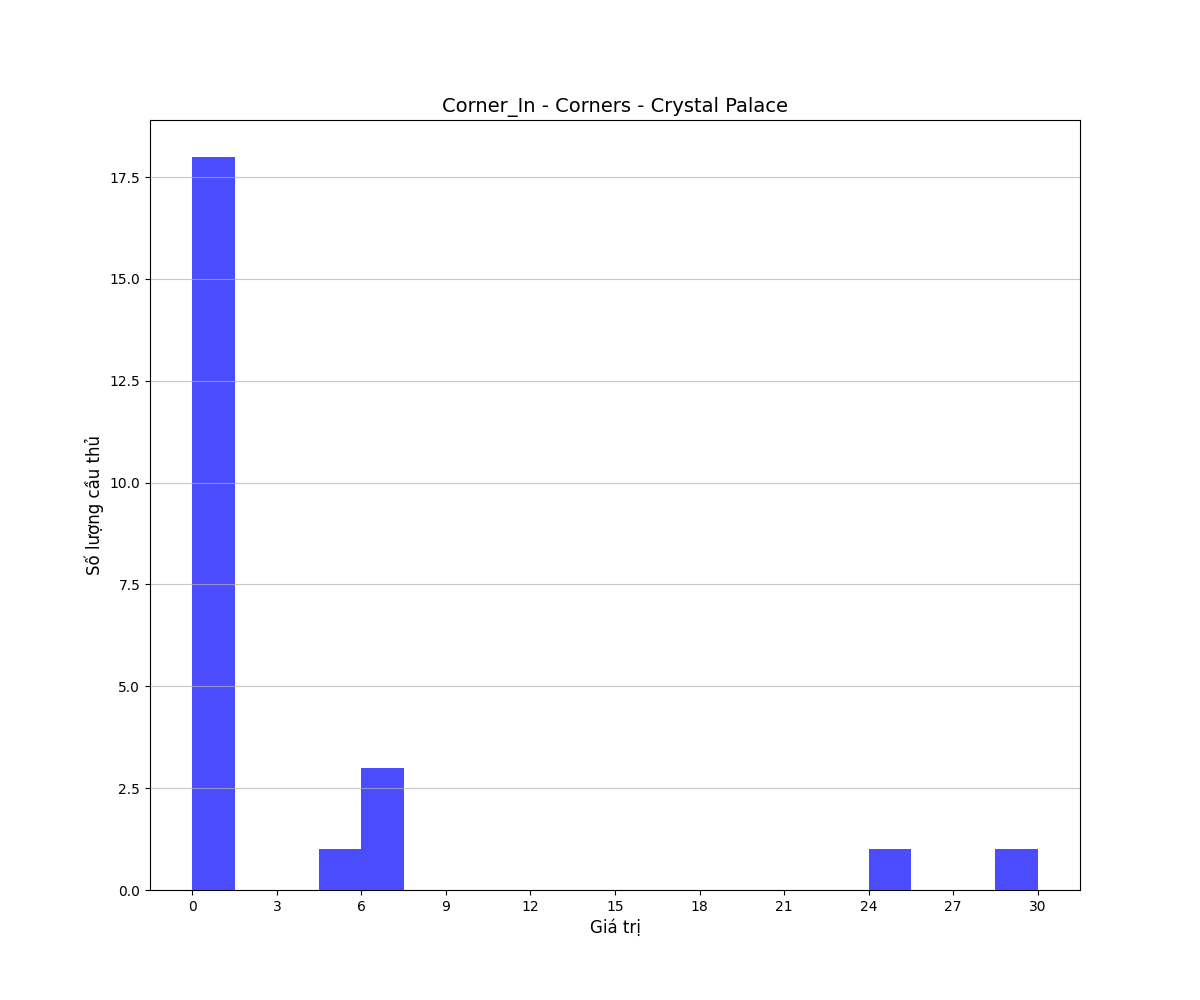 Corner_In - Corners - Crystal Palace
Số lượng cầu thủ
17.5
15.0
12.5
10.0
7.5
5.0
2.5
0.0
0 3 6 9 12 15 18 21 24 27 30
Giá trị